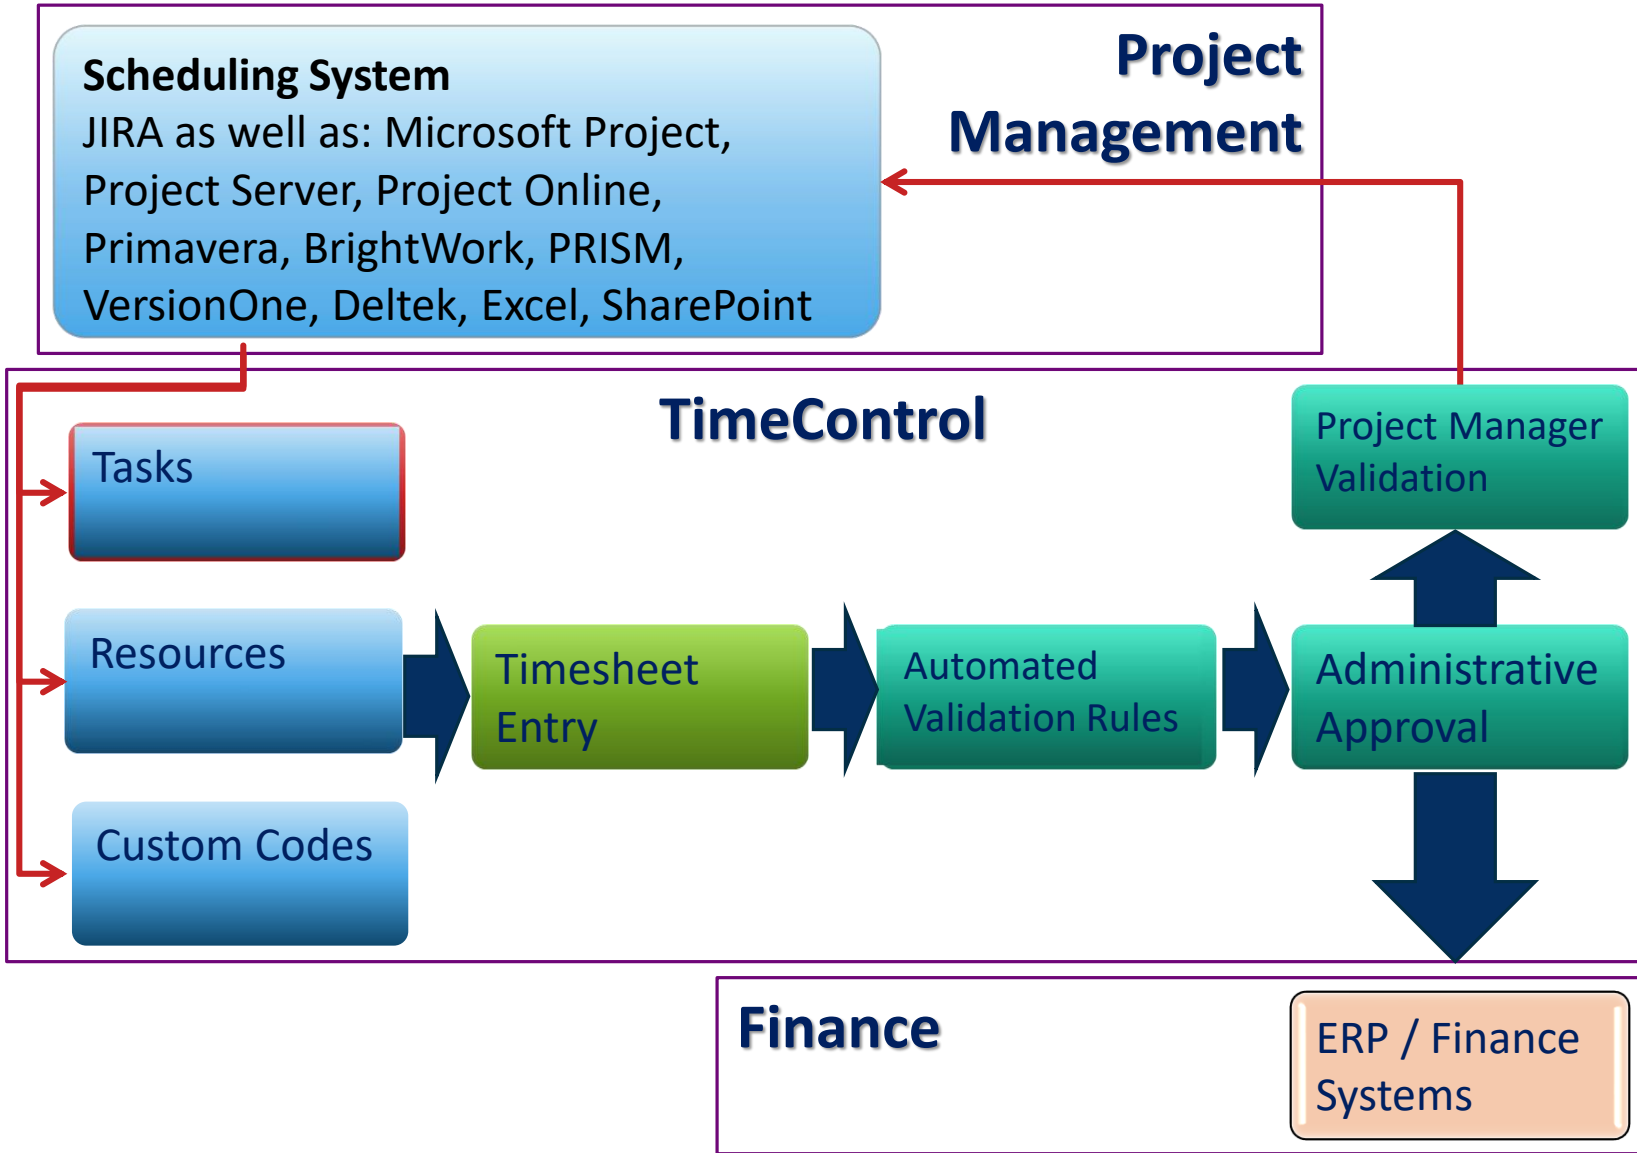 Project
Management
Scheduling System
JIRA as well as: Microsoft Project,
Project Server, Project Online,
Primavera, BrightWork, PRISM,
VersionOne, Deltek, Excel, SharePoint
TimeControl
Project Manager
Validation
Tasks
Resources
Timesheet
Entry
Automated
Validation Rules
Administrative
Approval
Custom Codes
Finance
ERP / Finance
Systems